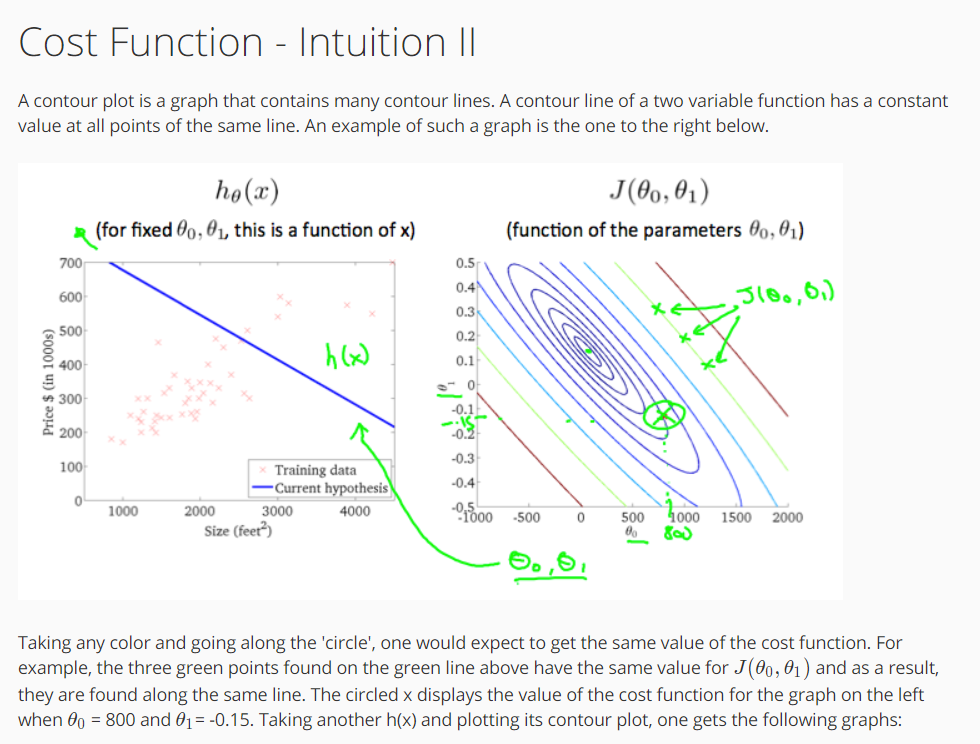 Cost Function - Intuition II
A contour plot is a graph that contains many contour lines. A contour line of a two variable function has a constant
value at all points of the same line. An example of such a graph is the one to the right below.
hθ(x)
(for fixed θ₀, θ₁, this is a function of x)
700
600
500
400
300
200
100
0
Price $ (in 1000s)
h(x)
Training data
Current hypothesis
1000 2000 3000 4000
Size (feet²)
J(θ₀, θ₁)
(function of the parameters θ₀, θ₁)
0.5
0.4
0.3
0.2
0.1
0
-0.1
-.15
-0.2
-0.3
-0.4
-0.5
θ₁
J(θ₀, θ₁)
-1000 -500 0 500 1000 1500 2000
θ₀ 800
θ₀, θ₁
Taking any color and going along the 'circle', one would expect to get the same value of the cost function. For
example, the three green points found on the green line above have the same value for J(θ₀, θ₁) and as a result,
they are found along the same line. The circled x displays the value of the cost function for the graph on the left
when θ₀ = 800 and θ₁= -0.15. Taking another h(x) and plotting its contour plot, one gets the following graphs: